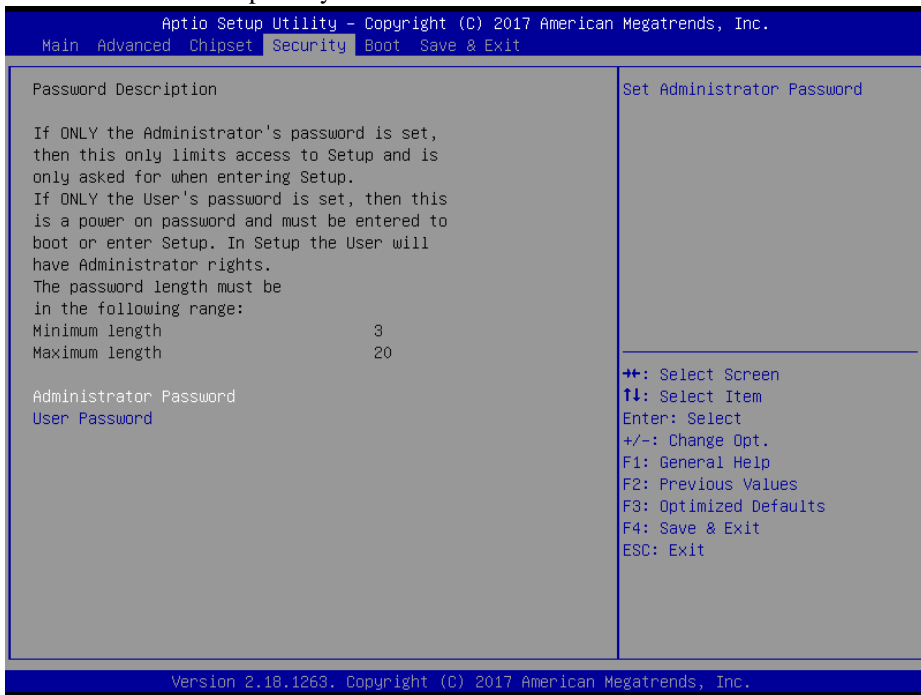 Aptio Setup Utility – Copyright (C) 2017 American Megatrends, Inc.
Main Advanced Chipset Security Boot Save & Exit
Password Description
If ONLY the Administrator's password is set,
then this only limits access to Setup and is
only asked for when entering Setup.
If ONLY the User's password is set, then this
is a power on password and must be entered to
boot or enter Setup. In Setup the User will
have Administrator rights.
The password length must be
in the following range:
Minimum length 3
Maximum length 20
Administrator Password
User Password
Set Administrator Password
→←: Select Screen
↑↓: Select Item
Enter: Select
+/-: Change Opt.
F1: General Help
F2: Previous Values
F3: Optimized Defaults
F4: Save & Exit
ESC: Exit
Version 2.18.1263. Copyright (C) 2017 American Megatrends, Inc.